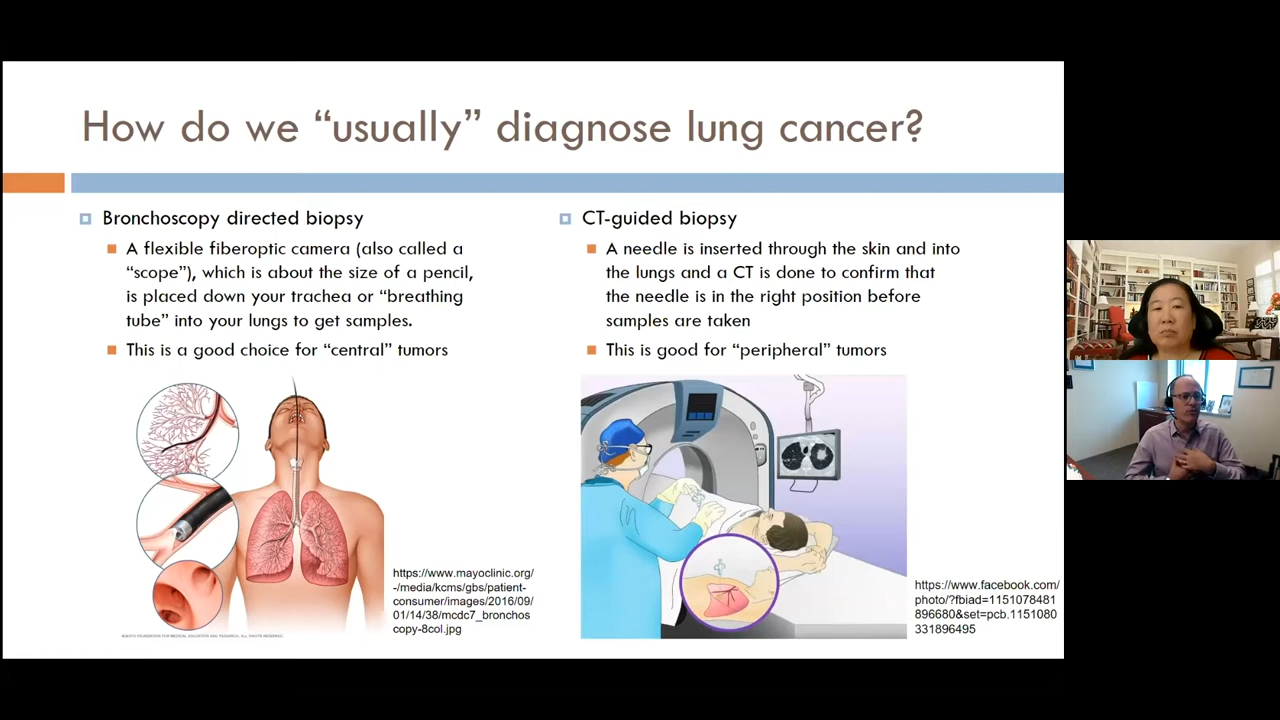 How do we “usually” diagnose lung cancer?
Bronchoscopy directed biopsy
A flexible fiberoptic camera (also called a
“scope”), which is about the size of a pencil,
is placed down your trachea or “breathing
tube” into your lungs to get samples.
This is a good choice for “central” tumors
https://www.mayoclinic.org/
-/media/kcms/gbs/patient-
consumer/images/2016/09/
01/14/38/mcdc7_bronchos
copy-8col.jpg
CT-guided biopsy
A needle is inserted through the skin and into
the lungs and a CT is done to confirm that
the needle is in the right position before
samples are taken
This is good for “peripheral” tumors
https://www.facebook.com/
photo/?fbiad=1151078481
896680&set=pcb.1151080
331896495